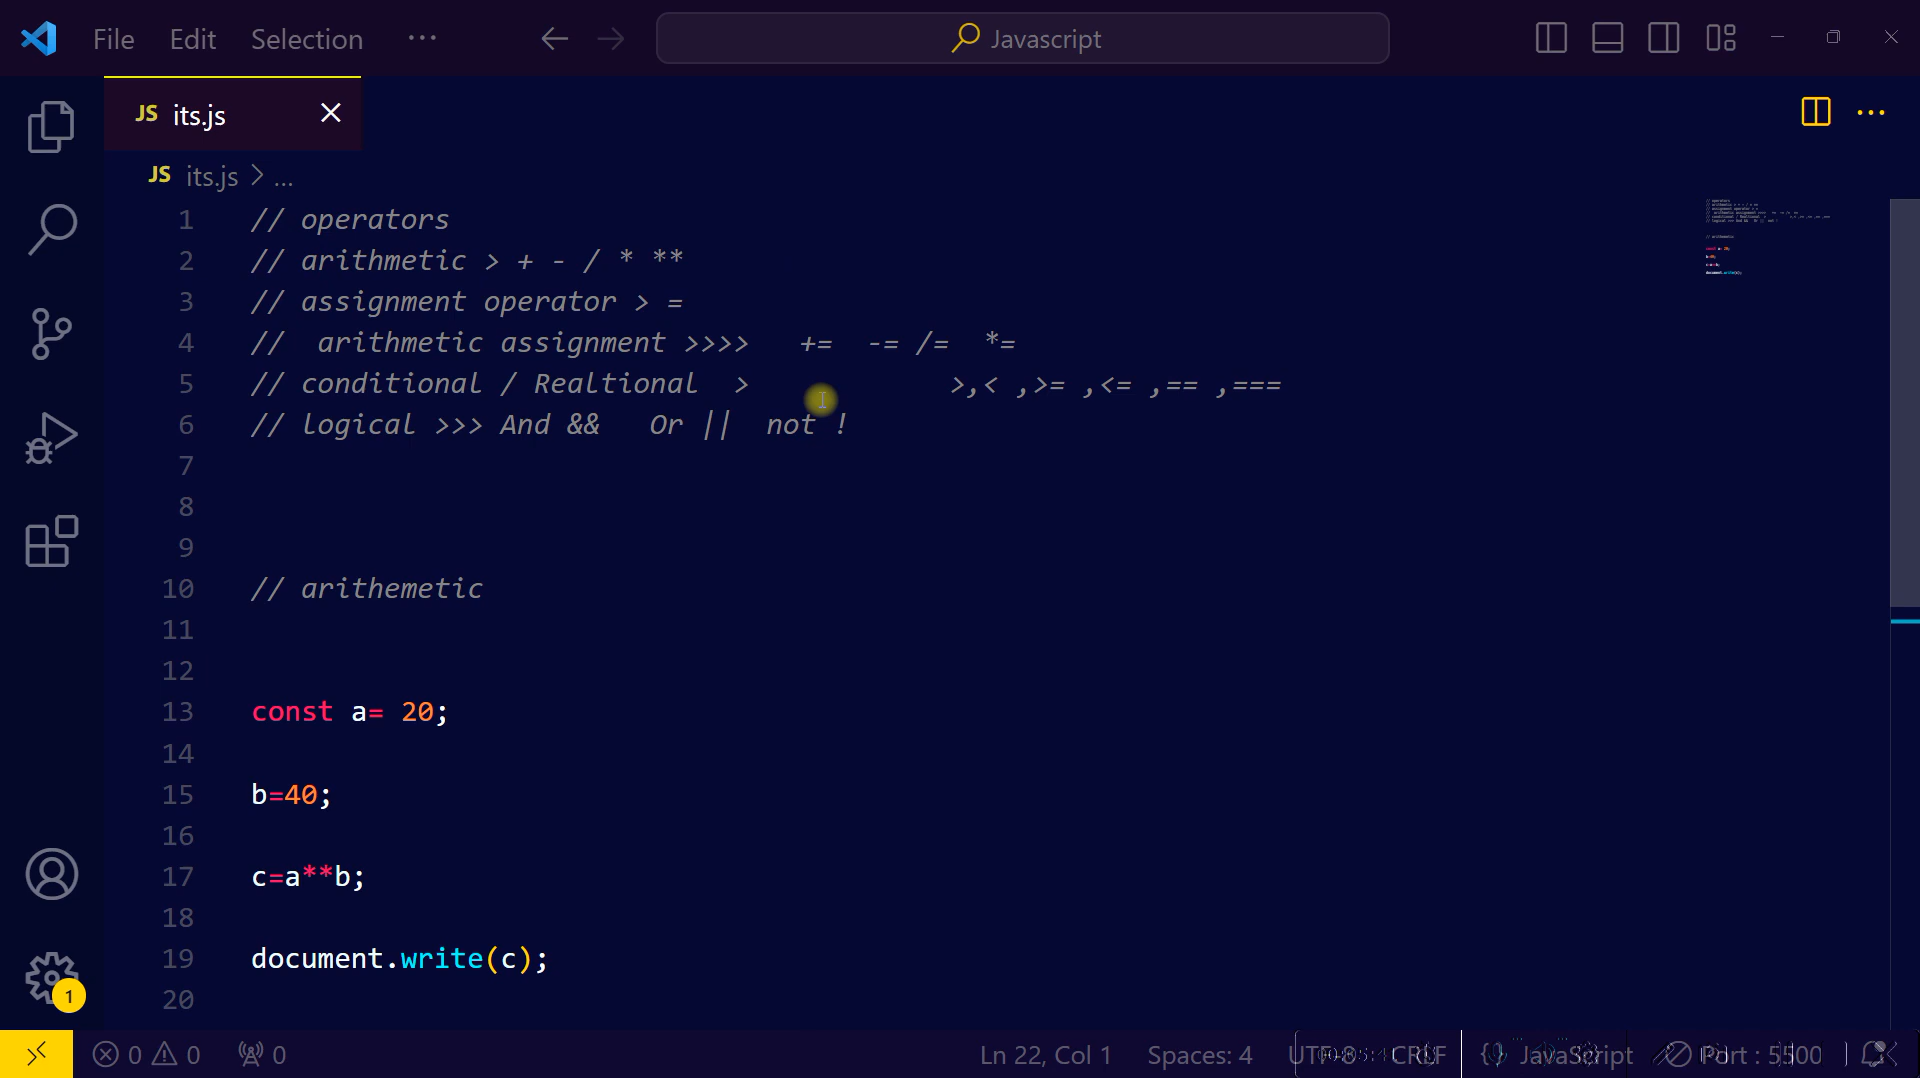 File Edit Selection ··· Javascript
JS its.js
JS its.js > ...
1 // operators
2 // arithmetic > + - / * **
3 // assignment operator > =
4 //  arithmetic assignment >>>>   +=  -= /=  *=
5 // conditional / Realtional  >            >,< ,>= ,<= ,== ,===
6 // logical >>> And &&   Or ||  not !
7
8
9
10 // arithemetic
11
12
13 const a= 20;
14
15 b=40;
16
17 c=a**b;
18
19 document.write(c);
20
1
0 0 0 Ln 22, Col 1 Spaces: 4 UTF-8 CRLF {} JavaScript Port : 5500